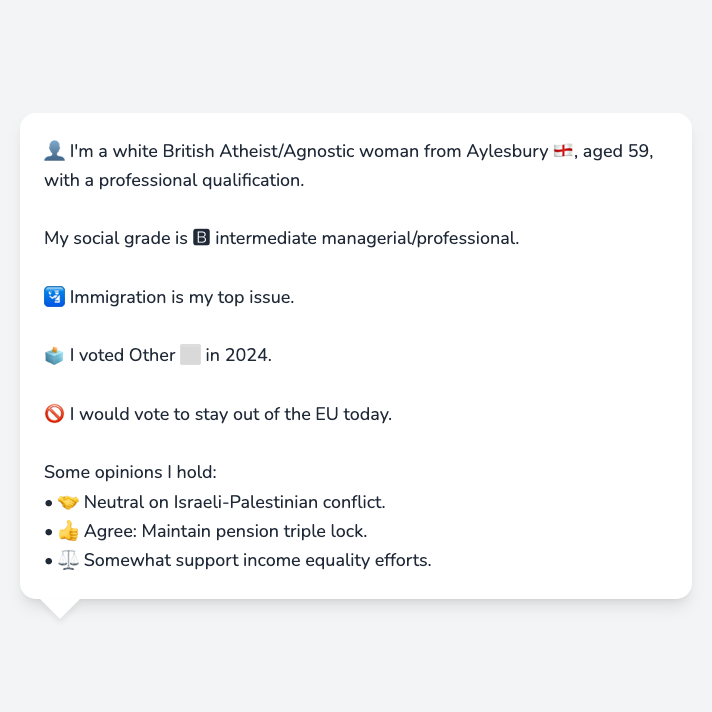 👤 I'm a white British Atheist/Agnostic woman from Aylesbury 🏴󠁧󠁢󠁥󠁮󠁧󠁿, aged 59,
with a professional qualification.
My social grade is 🅱 intermediate managerial/professional.
🛂 Immigration is my top issue.
🗳️ I voted Other ⬜ in 2024.
🚫 I would vote to stay out of the EU today.
Some opinions I hold:
• 🤝 Neutral on Israeli-Palestinian conflict.
• 👍 Agree: Maintain pension triple lock.
• ⚖️ Somewhat support income equality efforts.